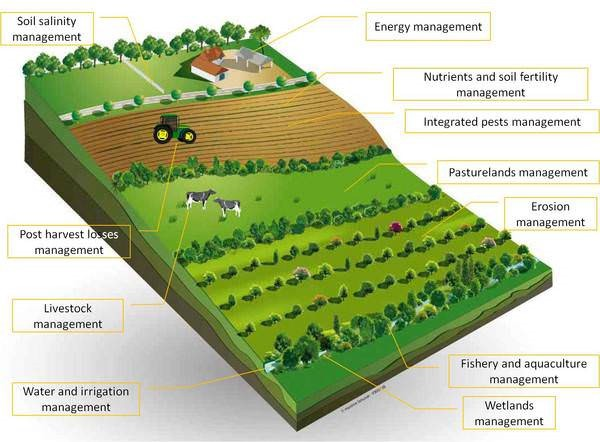 Soil salinity
management
Energy management
Nutrients and soil fertility
management
Integrated pests management
Pasturelands management
Erosion
management
Post harvest losses
management
Livestock
management
Fishery and aquaculture
management
Water and irrigation
management
Wetlands
management